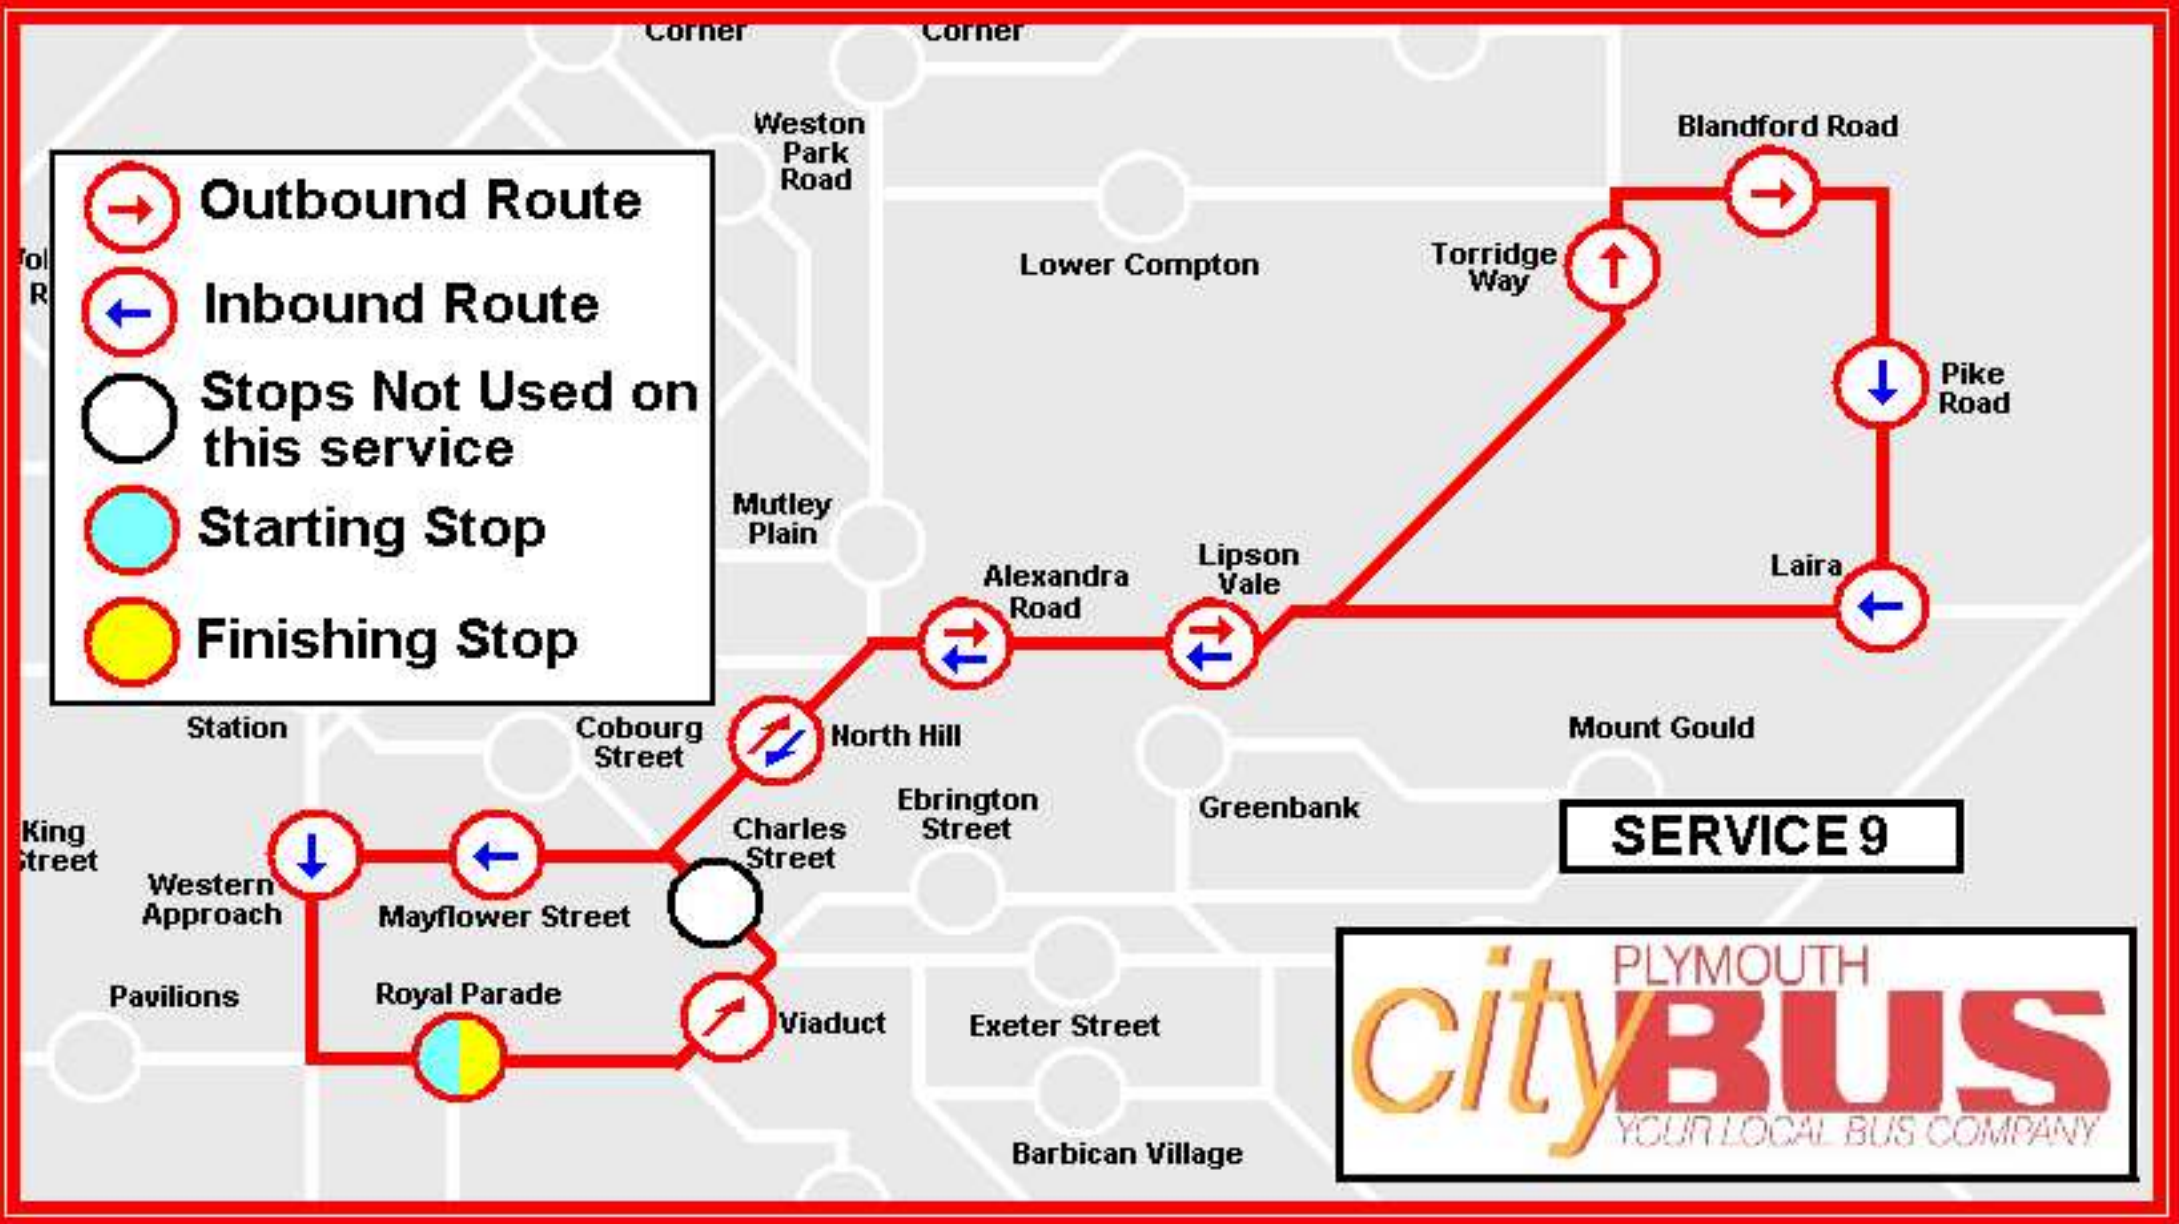 Corner
Corner
Weston
Park
Road
Blandford Road
Outbound Route
Inbound Route
Stops Not Used on
this service
Starting Stop
Finishing Stop
R
Lower Compton
Torridge
Way
Pike
Road
Mutley
Plain
Alexandra
Road
Lipson
Vale
Laira
Station
Cobourg
Street
North Hill
Mount Gould
King
Street
Western
Approach
Mayflower Street
Charles
Street
Ebrington
Street
Greenbank
SERVICE 9
Pavilions
Royal Parade
Viaduct
Exeter Street
Barbican Village
PLYMOUTH
cityBUS
YOUR LOCAL BUS COMPANY